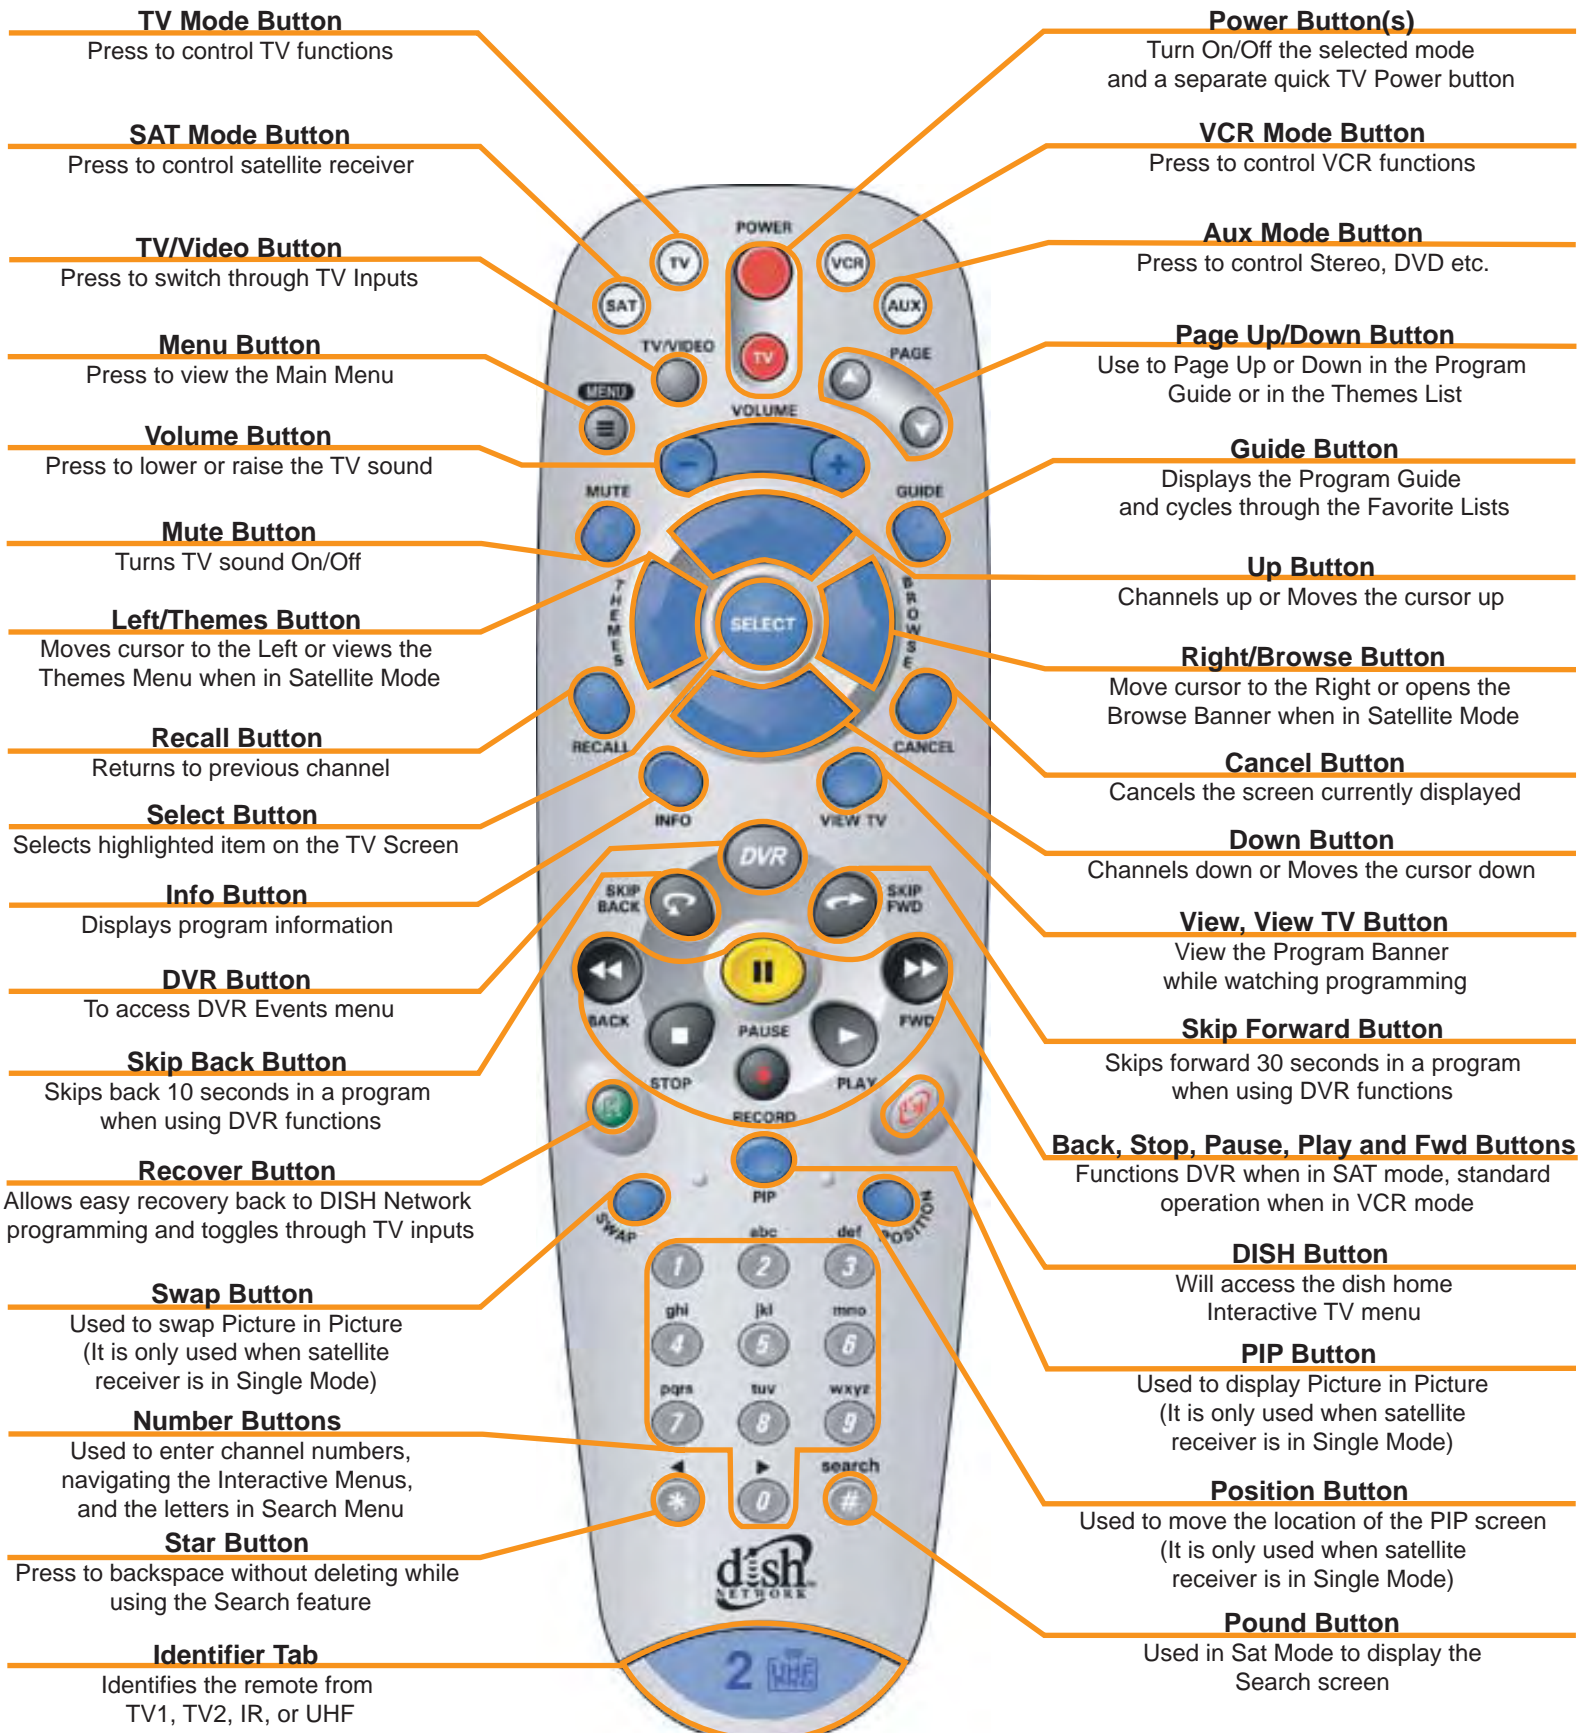 TV Mode Button
Press to control TV functions
SAT Mode Button
Press to control satellite receiver
TV/Video Button
Press to switch through TV Inputs
Menu Button
Press to view the Main Menu
Volume Button
Press to lower or raise the TV sound
Mute Button
Turns TV sound On/Off
Left/Themes Button
Moves cursor to the Left or views the
Themes Menu when in Satellite Mode
Recall Button
Returns to previous channel
Select Button
Selects highlighted item on the TV Screen
Info Button
Displays program information
DVR Button
To access DVR Events menu
Skip Back Button
Skips back 10 seconds in a program
when using DVR functions
Recover Button
Allows easy recovery back to DISH Network
programming and toggles through TV inputs
Swap Button
Used to swap Picture in Picture
(It is only used when satellite
receiver is in Single Mode)
Number Buttons
Used to enter channel numbers,
navigating the Interactive Menus,
and the letters in Search Menu
Star Button
Press to backspace without deleting while
using the Search feature
Identifier Tab
Identifies the remote from
TV1, TV2, IR, or UHF
POWER
TV
VCR
SAT
AUX
TV/VIDEO
TV
PAGE
MENU
VOLUME
- +
MUTE
GUIDE
THEMES
SELECT
BROWSE
RECALL
CANCEL
INFO
VIEW TV
DVR
SKIP
BACK
SKIP
FWD
BACK
PAUSE
FWD
STOP
PLAY
RECORD
PIP
SWAP
POSITION
abc def
1 2 3
ghi jkl mno
4 5 6
pqrs tuv wxyz
7 8 9
search
* 0 #
dish
NETWORK
2 UHF
Power Button(s)
Turn On/Off the selected mode
and a separate quick TV Power button
VCR Mode Button
Press to control VCR functions
Aux Mode Button
Press to control Stereo, DVD etc.
Page Up/Down Button
Use to Page Up or Down in the Program
Guide or in the Themes List
Guide Button
Displays the Program Guide
and cycles through the Favorite Lists
Up Button
Channels up or Moves the cursor up
Right/Browse Button
Move cursor to the Right or opens the
Browse Banner when in Satellite Mode
Cancel Button
Cancels the screen currently displayed
Down Button
Channels down or Moves the cursor down
View, View TV Button
View the Program Banner
while watching programming
Skip Forward Button
Skips forward 30 seconds in a program
when using DVR functions
Back, Stop, Pause, Play and Fwd Buttons
Functions DVR when in SAT mode, standard
operation when in VCR mode
DISH Button
Will access the dish home
Interactive TV menu
PIP Button
Used to display Picture in Picture
(It is only used when satellite
receiver is in Single Mode)
Position Button
Used to move the location of the PIP screen
(It is only used when satellite
receiver is in Single Mode)
Pound Button
Used in Sat Mode to display the
Search screen